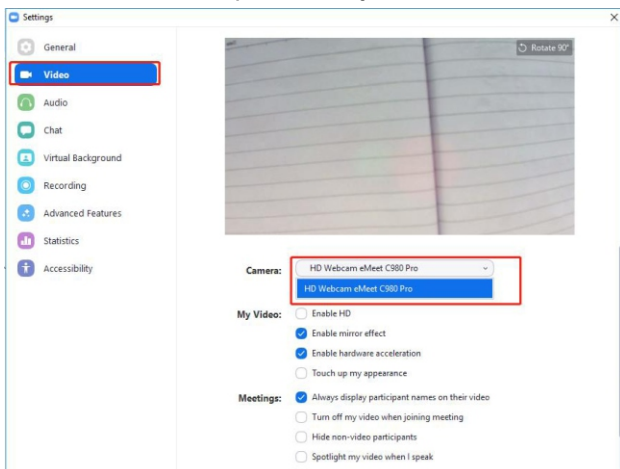 Settings
General
Rotate 90°
Video
Audio
Chat
Virtual Background
Recording
Advanced Features
Statistics
Accessibility
Camera: HD Webcam eMeet C980 Pro
HD Webcam eMeet C980 Pro
My Video: Enable HD
Enable mirror effect
Enable hardware acceleration
Touch up my appearance
Meetings: Always display participant names on their video
Turn off my video when joining meeting
Hide non-video participants
Spotlight my video when I speak